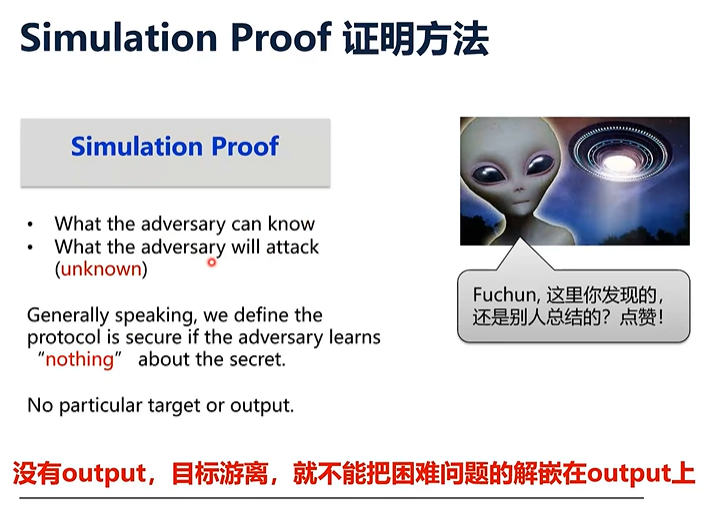 Simulation Proof 证明方法
Simulation Proof
• What the adversary can know
• What the adversary will attack
(unknown)
Generally speaking, we define the
protocol is secure if the adversary learns
“nothing” about the secret.
No particular target or output.
Fuchun, 这里你发现的，
还是别人总结的？点赞！
没有output，目标游离，就不能把困难问题的解嵌在output上